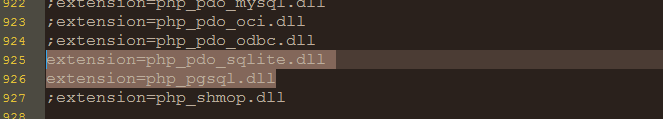 922 ;extension=php_pdo_mysql.dll
923 ;extension=php_pdo_oci.dll
924 ;extension=php_pdo_odbc.dll
925 extension=php_pdo_sqlite.dll
926 extension=php_pgsql.dll
927 ;extension=php_shmop.dll
928